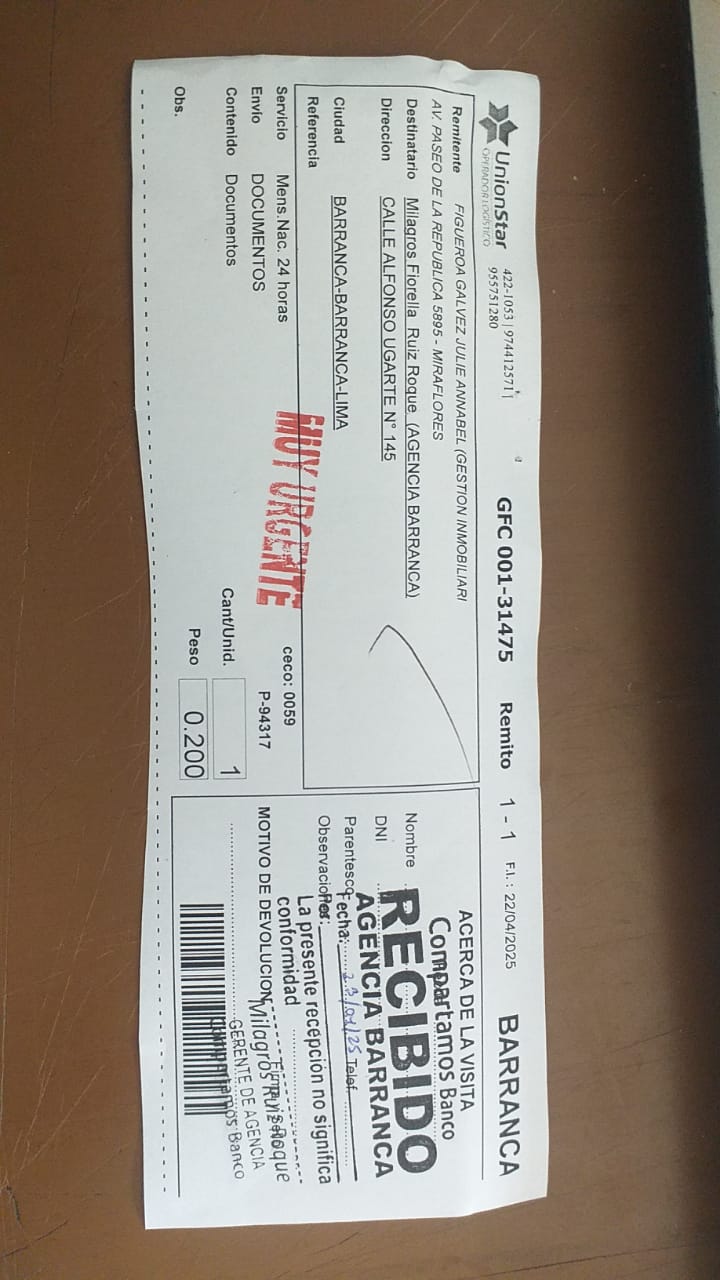 UnionStar
OPERADOR LOGÍSTICO
422-1053 | 974412571 |
955751280
GFC 001-31475 Remito 1 - 1 F.I.: 22/04/2025 BARRANCA
Remitente FIGUEROA GALVEZ JULIE ANNABEL (GESTION INMOBILIARI
AV. PASEO DE LA REPUBLICA 5895 - MIRAFLORES
Destinatario Milagros Fiorella Ruiz Roque (AGENCIA BARRANCA)
Direccion CALLE ALFONSO UGARTE N° 145
Ciudad BARRANCA-BARRANCA-LIMA
Referencia
Servicio Mens.Nac. 24 horas
Envio DOCUMENTOS
Contenido Documentos
Obs.
MUY URGENTE
ceco: 0059
P-94317
Cant/Unid. 1
Peso 0.200
ACERCA DE LA VISITA
Compartamos Banco
Nombre
RECIBIDO
DNI
AGENCIA BARRANCA
Parentesco
Fecha: 23/04/25 Telef
Observaciones:
La presente recepción no significa
conformidad
MOTIVO DE DEVOLUCION
Milagros Ruiz Roque
GERENTE DE AGENCIA
Compartamos Banco